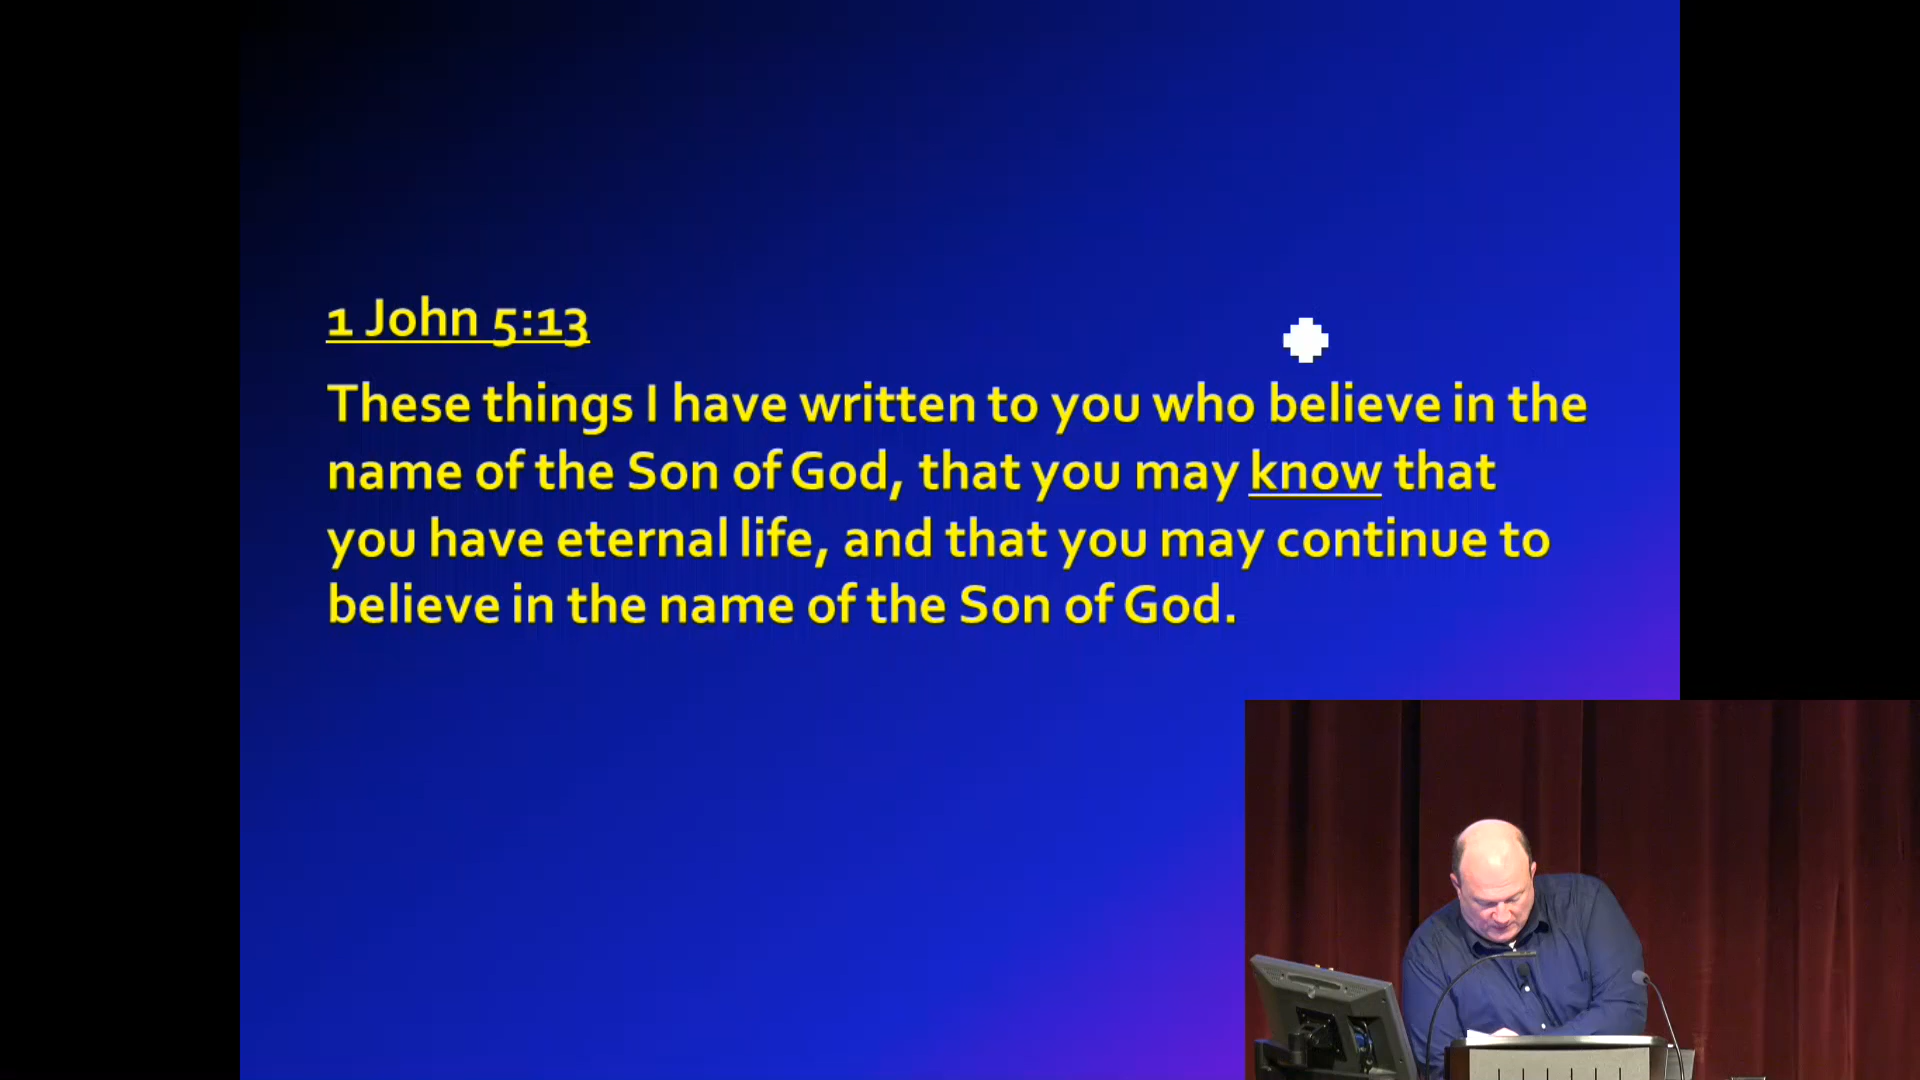 1 John 5:13
These things I have written to you who believe in the
name of the Son of God, that you may know that
you have eternal life, and that you may continue to
believe in the name of the Son of God.